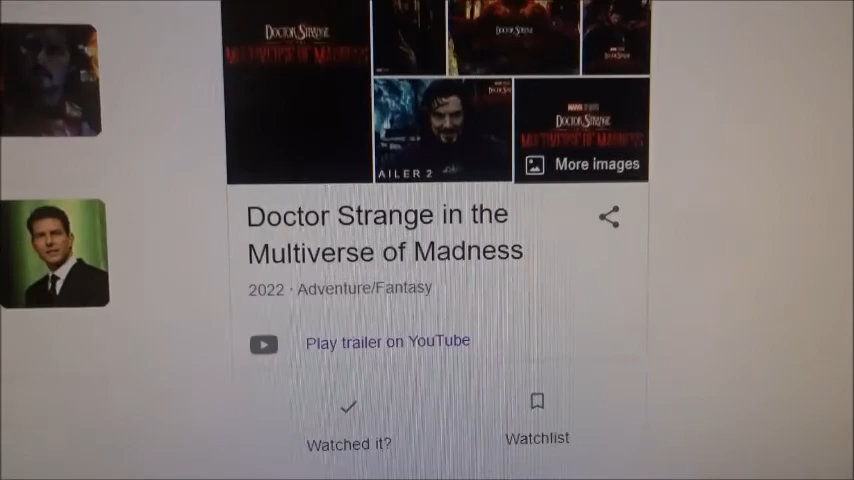 DOCTOR STRANGE
MULTIVERSE OF MADNESS
DOCTOR STRANGE
AILER 2
MARVEL STUDIOS
DOCTOR STRANGE
MULTIVERSE OF MADNESS
More images
Doctor Strange in the
Multiverse of Madness
2022 · Adventure/Fantasy
Play trailer on YouTube
Watched it?
Watchlist